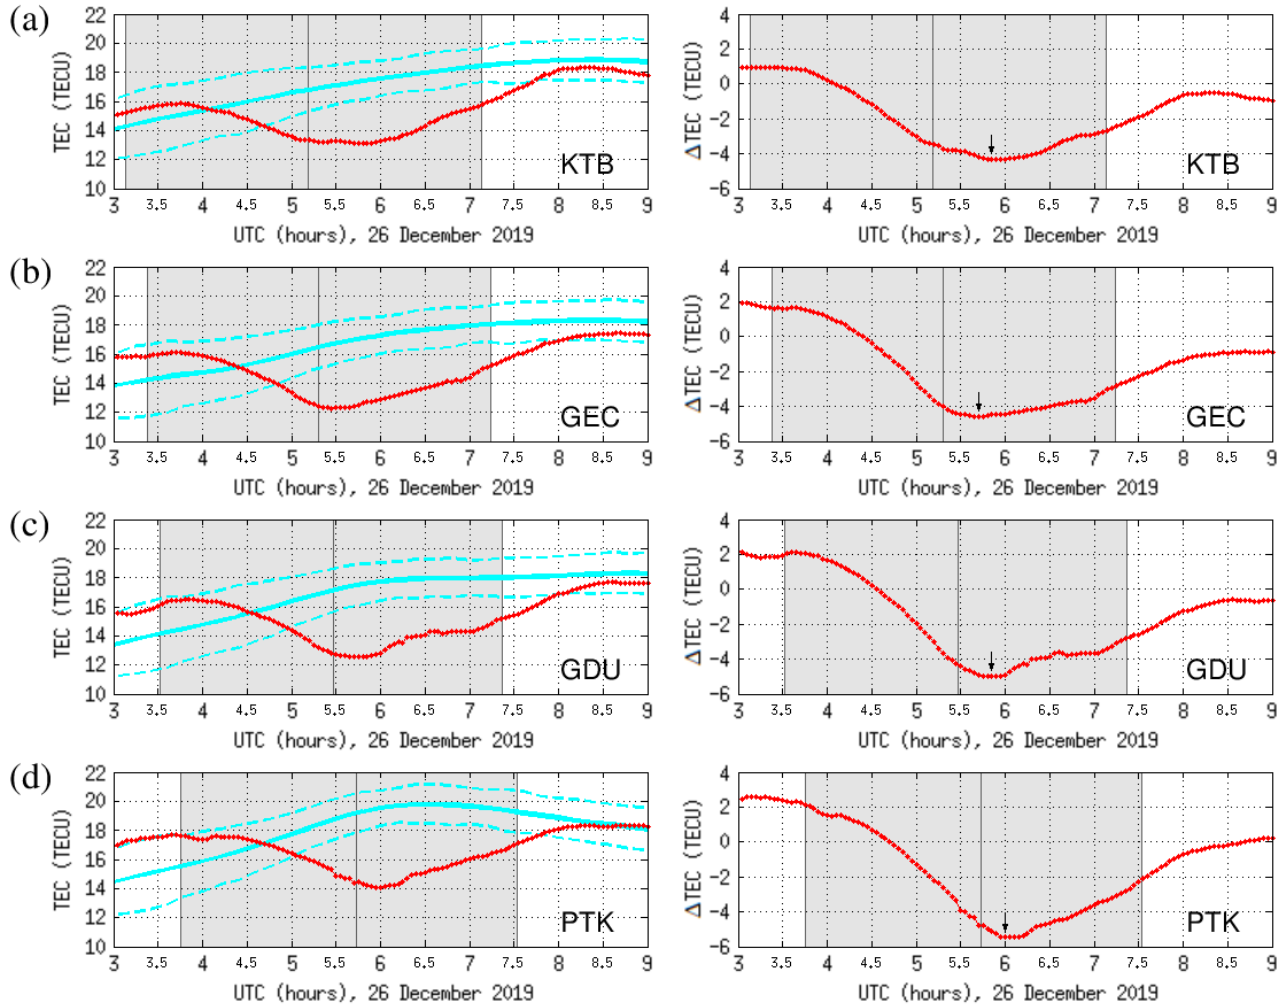 (a)
22
20
18
16
14
12
10
TEC (TECU)
KTB
3 3.5 4 4.5 5 5.5 6 6.5 7 7.5 8 8.5 9
UTC (hours), 26 December 2019
4
2
0
−2
−4
−6
ΔTEC (TECU)
KTB
3 3.5 4 4.5 5 5.5 6 6.5 7 7.5 8 8.5 9
UTC (hours), 26 December 2019
(b)
22
20
18
16
14
12
10
TEC (TECU)
GEC
3 3.5 4 4.5 5 5.5 6 6.5 7 7.5 8 8.5 9
UTC (hours), 26 December 2019
4
2
0
−2
−4
−6
ΔTEC (TECU)
GEC
3 3.5 4 4.5 5 5.5 6 6.5 7 7.5 8 8.5 9
UTC (hours), 26 December 2019
(c)
22
20
18
16
14
12
10
TEC (TECU)
GDU
3 3.5 4 4.5 5 5.5 6 6.5 7 7.5 8 8.5 9
UTC (hours), 26 December 2019
4
2
0
−2
−4
−6
ΔTEC (TECU)
GDU
3 3.5 4 4.5 5 5.5 6 6.5 7 7.5 8 8.5 9
UTC (hours), 26 December 2019
(d)
22
20
18
16
14
12
10
TEC (TECU)
PTK
3 3.5 4 4.5 5 5.5 6 6.5 7 7.5 8 8.5 9
UTC (hours), 26 December 2019
4
2
0
−2
−4
−6
ΔTEC (TECU)
PTK
3 3.5 4 4.5 5 5.5 6 6.5 7 7.5 8 8.5 9
UTC (hours), 26 December 2019